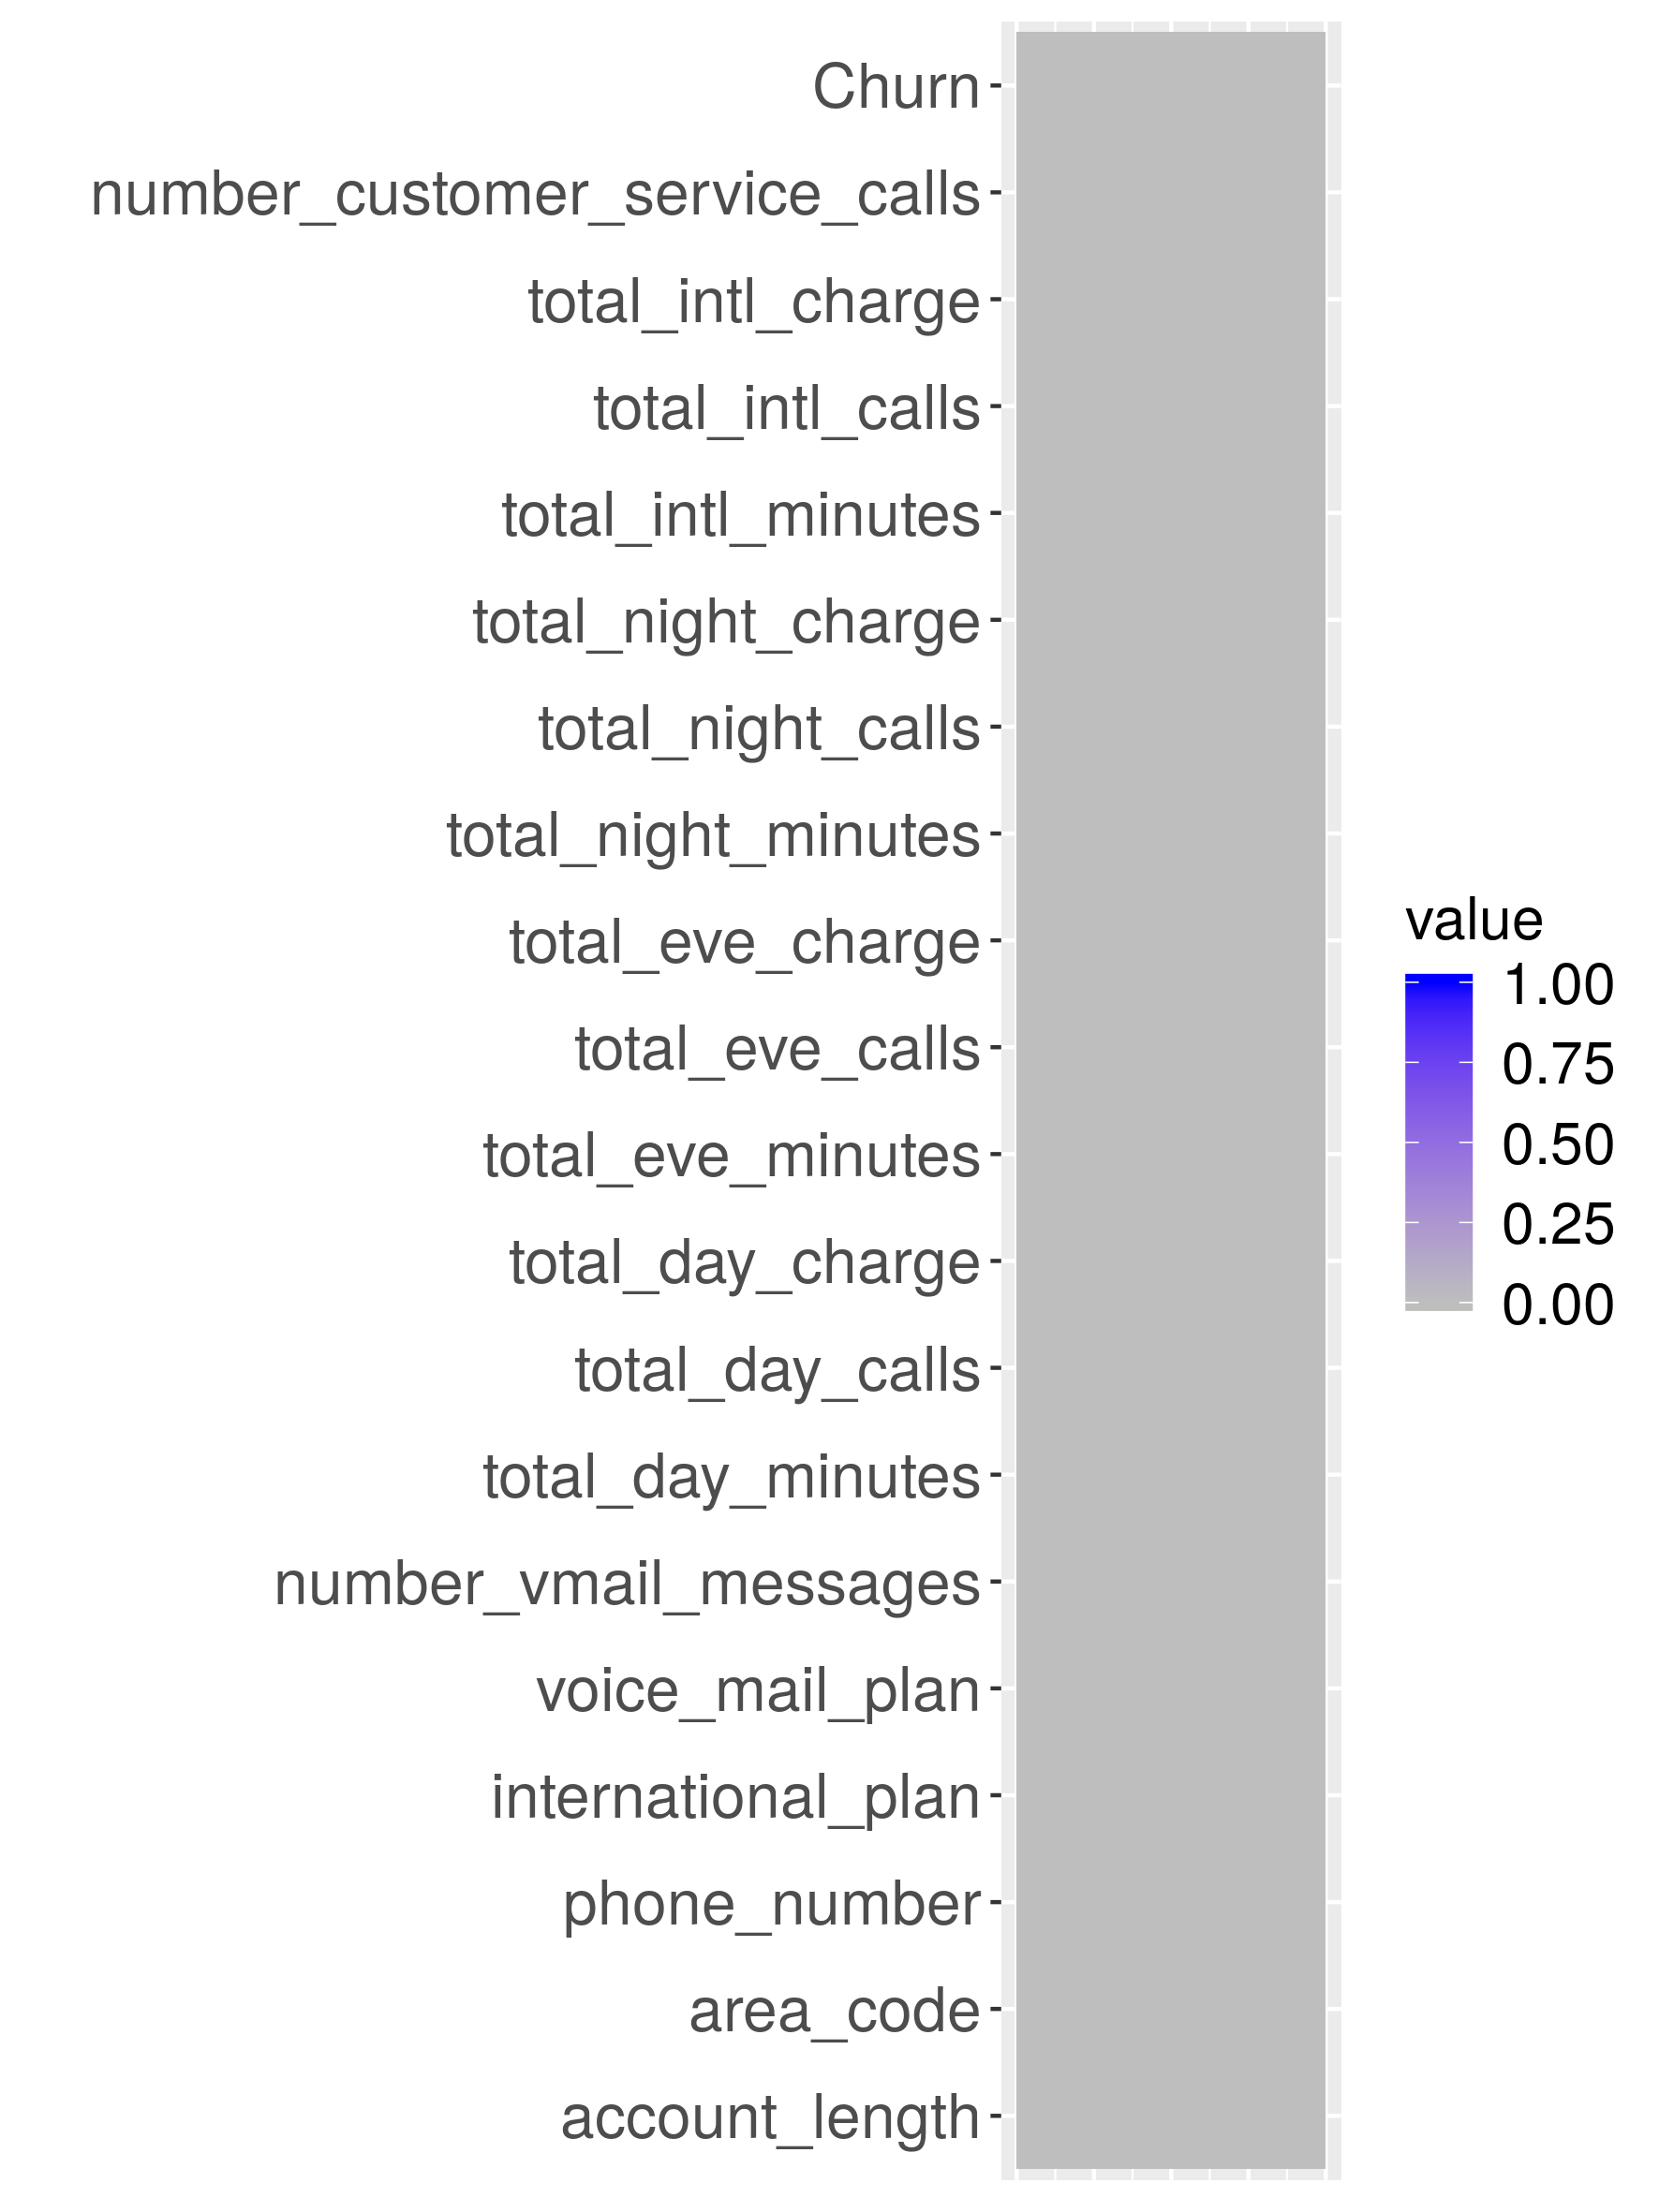 Churn
number_customer_service_calls
total_intl_charge
total_intl_calls
total_intl_minutes
total_night_charge
total_night_calls
total_night_minutes
total_eve_charge
total_eve_calls
total_eve_minutes
total_day_charge
total_day_calls
total_day_minutes
number_vmail_messages
voice_mail_plan
international_plan
phone_number
area_code
account_length
value
1.00
0.75
0.50
0.25
0.00